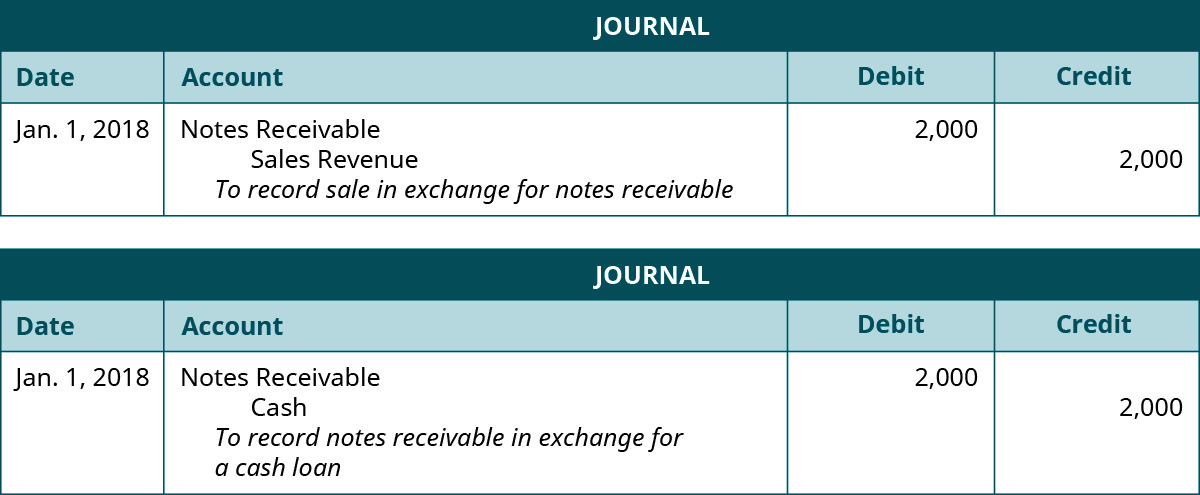 JOURNAL
Date Account Debit Credit
Jan. 1, 2018 Notes Receivable 2,000
Sales Revenue 2,000
To record sale in exchange for notes receivable
JOURNAL
Date Account Debit Credit
Jan. 1, 2018 Notes Receivable 2,000
Cash 2,000
To record notes receivable in exchange for
a cash loan